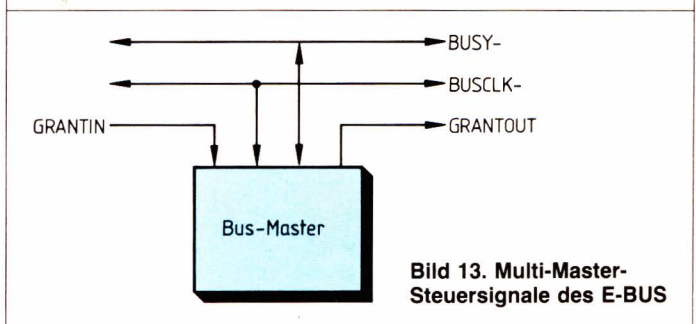 BUSY-
BUSCLK-
GRANTIN
GRANTOUT
Bus-Master
Bild 13. Multi-Master-
Steuersignale des E-BUS